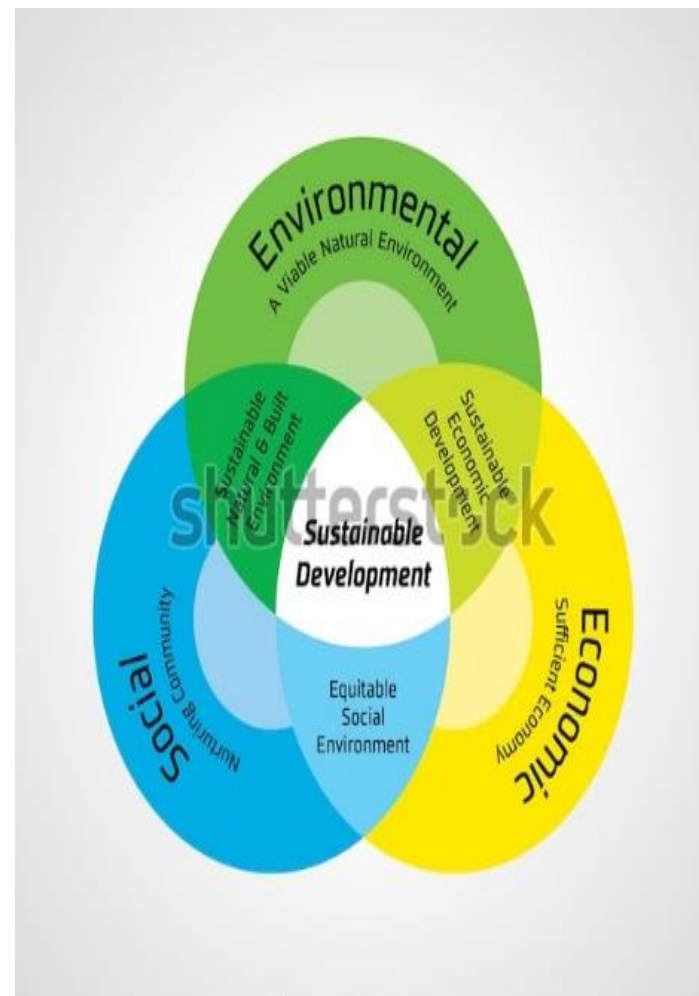 Environmental
A Viable Natural Environment
Sustainable
Natural & Built
Environment
Sustainable
Economic
Development
shutterstock
Sustainable
Development
Social
Nurturing Community
Equitable
Social
Environment
Economic
Sufficient Economy